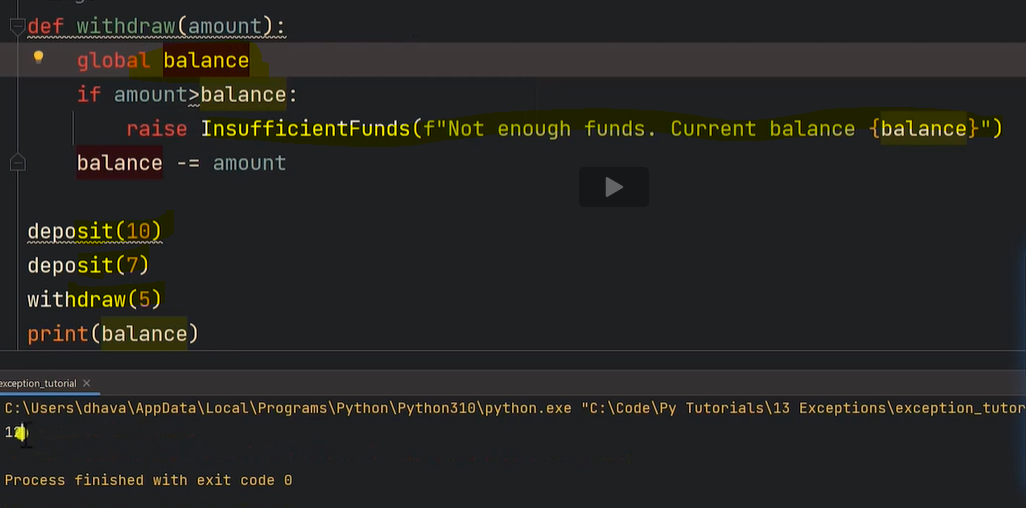 def withdraw(amount):
global balance
if amount>balance:
raise InsufficientFunds(f"Not enough funds. Current balance {balance}")
balance -= amount
deposit(10)
deposit(7)
withdraw(5)
print(balance)
exception_tutorial ×
C:\Users\dhava\AppData\Local\Programs\Python\Python310\python.exe "C:\Code\Py Tutorials\13 Exceptions\exception_tutor
12
Process finished with exit code 0